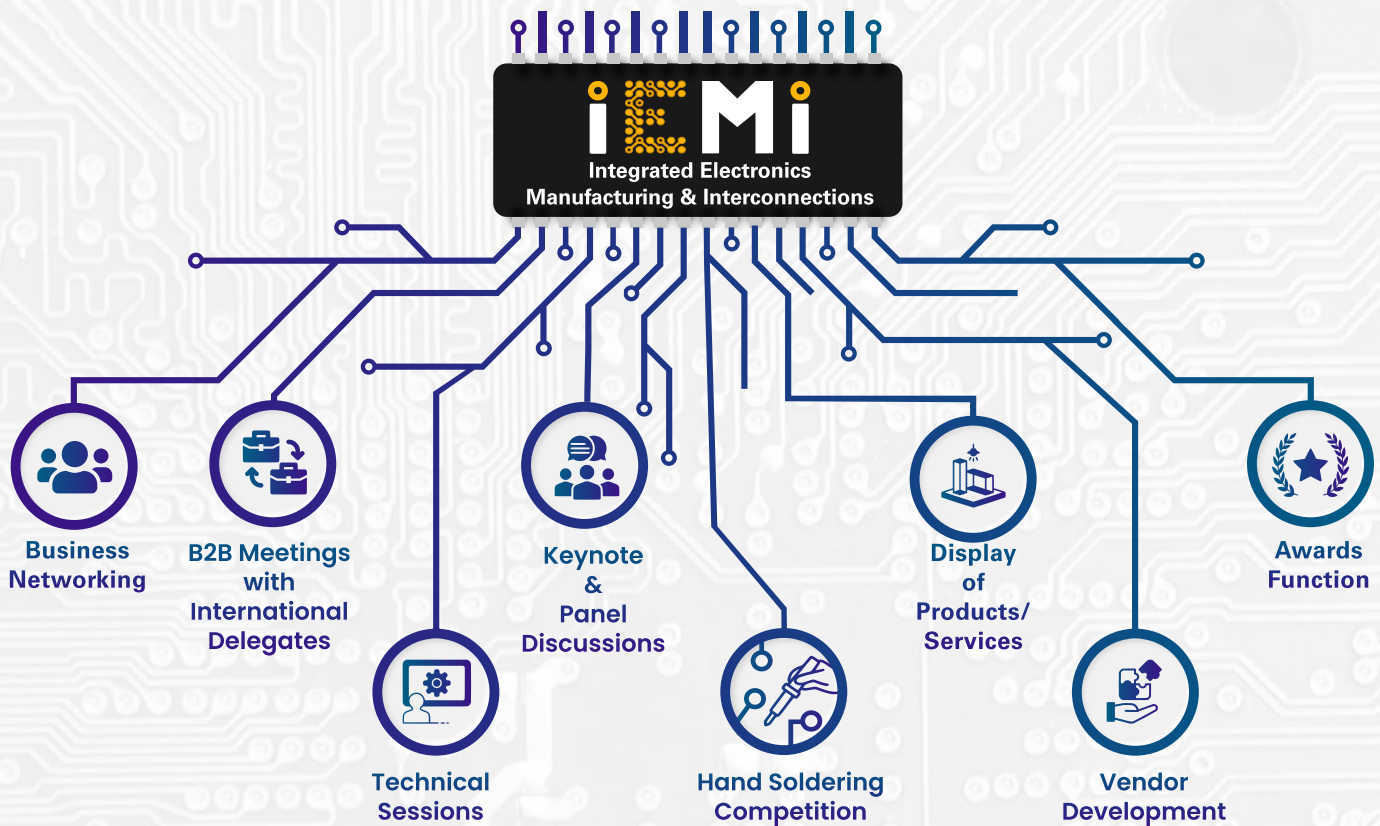 iEMi
Integrated Electronics
Manufacturing & Interconnections
Business
Networking
B2B Meetings
with
International
Delegates
Technical
Sessions
Keynote
&
Panel
Discussions
Hand Soldering
Competition
Display
of
Products/
Services
Vendor
Development
Awards
Function